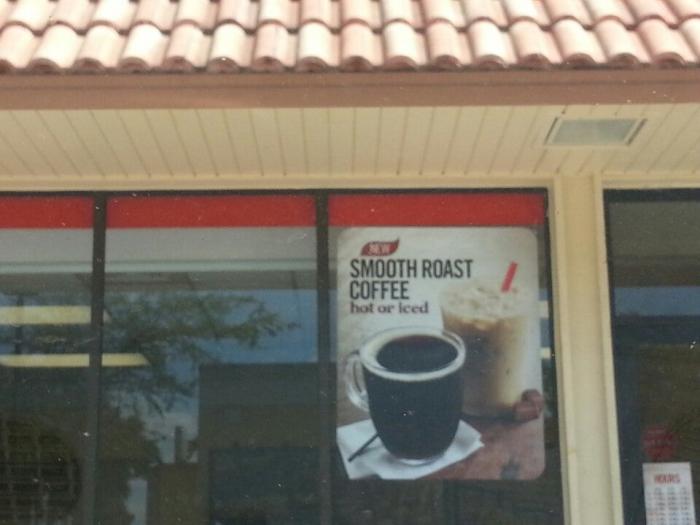 NEW
SMOOTH ROAST
COFFEE
hot or iced
HOURS